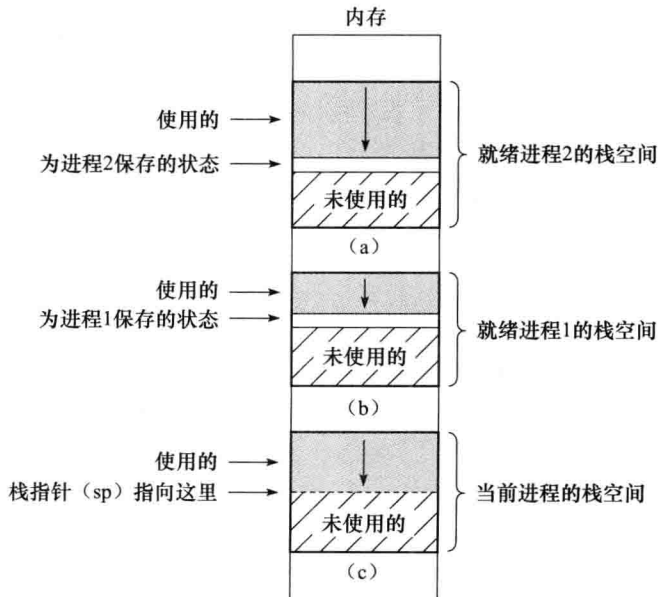 内存
使用的
为进程2保存的状态
就绪进程2的栈空间
未使用的
（a）
使用的
为进程1保存的状态
就绪进程1的栈空间
未使用的
（b）
使用的
栈指针（sp）指向这里
当前进程的栈空间
未使用的
（c）